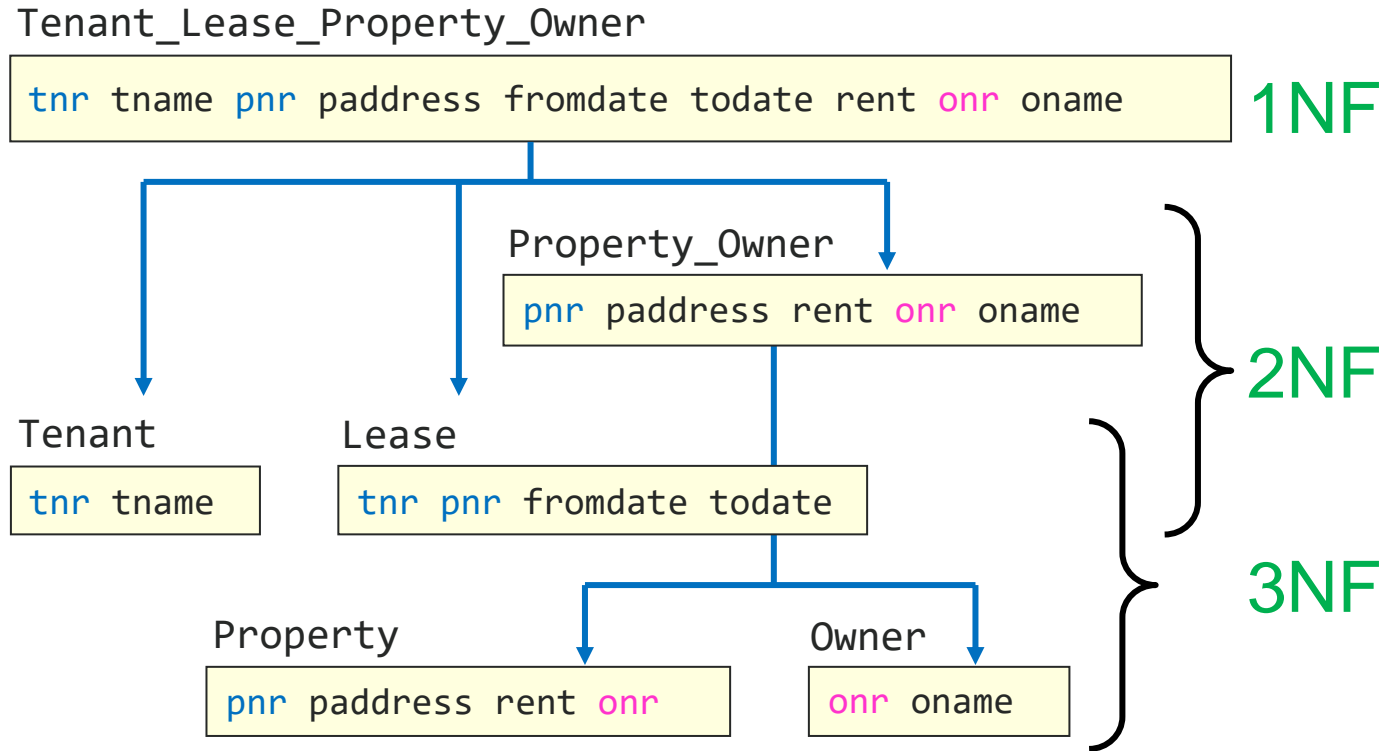 Tenant_Lease_Property_Owner
tnr tname pnr paddress fromdate todate rent onr oname
1NF
Property_Owner
pnr paddress rent onr oname
2NF
Tenant
tnr tname
Lease
tnr pnr fromdate todate
3NF
Property
pnr paddress rent onr
Owner
onr oname